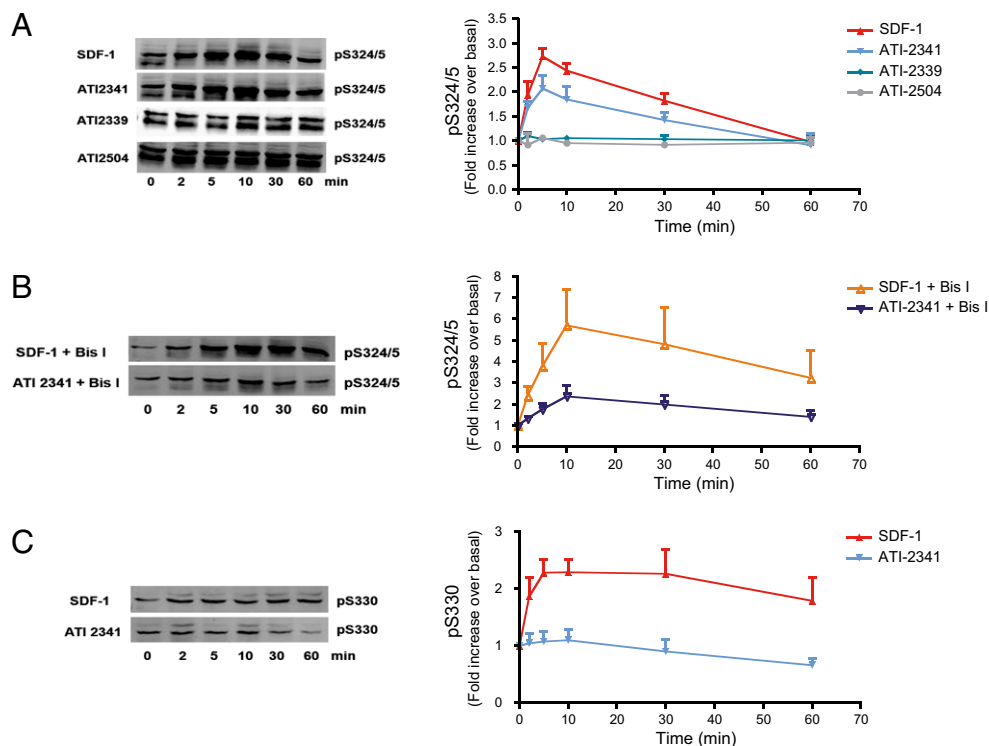 A
SDF-1 pS324/5
ATI2341 pS324/5
ATI2339 pS324/5
ATI2504 pS324/5
0 2 5 10 30 60 min
pS324/5
(Fold increase over basal)
3.5
3.0
2.5
2.0
1.5
1.0
0.5
0.0
0 10 20 30 40 50 60 70
Time (min)
SDF-1
ATI-2341
ATI-2339
ATI-2504
B
SDF-1 + Bis I pS324/5
ATI 2341 + Bis I pS324/5
0 2 5 10 30 60 min
pS324/5
(Fold increase over basal)
8
7
6
5
4
3
2
1
0
0 10 20 30 40 50 60 70
Time (min)
SDF-1 + Bis I
ATI-2341 + Bis I
C
SDF-1 pS330
ATI 2341 pS330
0 2 5 10 30 60 min
pS330
(Fold increase over basal)
3
2
1
0
0 10 20 30 40 50 60 70
Time (min)
SDF-1
ATI-2341